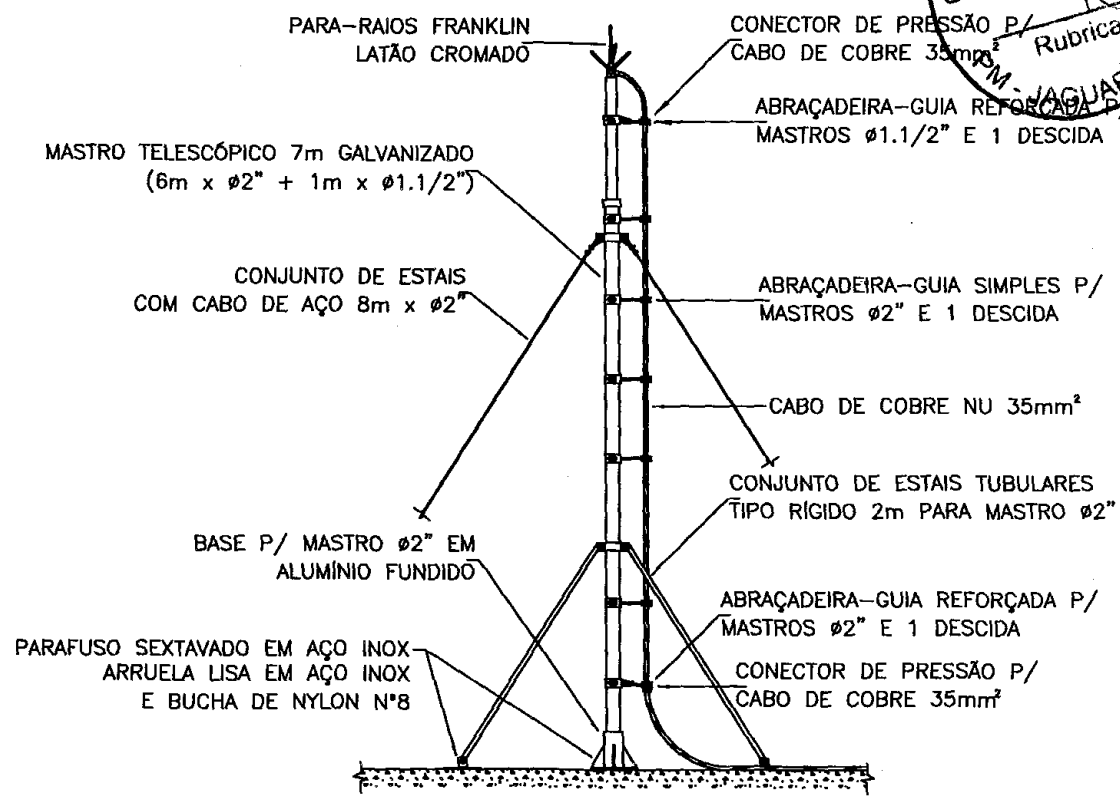 PARA-RAIOS FRANKLIN
LATÃO CROMADO
CONECTOR DE PRESSÃO P/
CABO DE COBRE 35mm²
Rubrica
PM - JAGUAR
ABRAÇADEIRA-GUIA REFORÇADA P/
MASTROS ø1.1/2" E 1 DESCIDA
MASTRO TELESCÓPICO 7m GALVANIZADO
(6m x ø2" + 1m x ø1.1/2")
CONJUNTO DE ESTAIS
COM CABO DE AÇO 8m x ø2"
ABRAÇADEIRA-GUIA SIMPLES P/
MASTROS ø2" E 1 DESCIDA
CABO DE COBRE NU 35mm²
CONJUNTO DE ESTAIS TUBULARES
TIPO RÍGIDO 2m PARA MASTRO ø2"
BASE P/ MASTRO ø2" EM
ALUMÍNIO FUNDIDO
ABRAÇADEIRA-GUIA REFORÇADA P/
MASTROS ø2" E 1 DESCIDA
PARAFUSO SEXTAVADO EM AÇO INOX
ARRUELA LISA EM AÇO INOX
E BUCHA DE NYLON N°8
CONECTOR DE PRESSÃO P/
CABO DE COBRE 35mm²